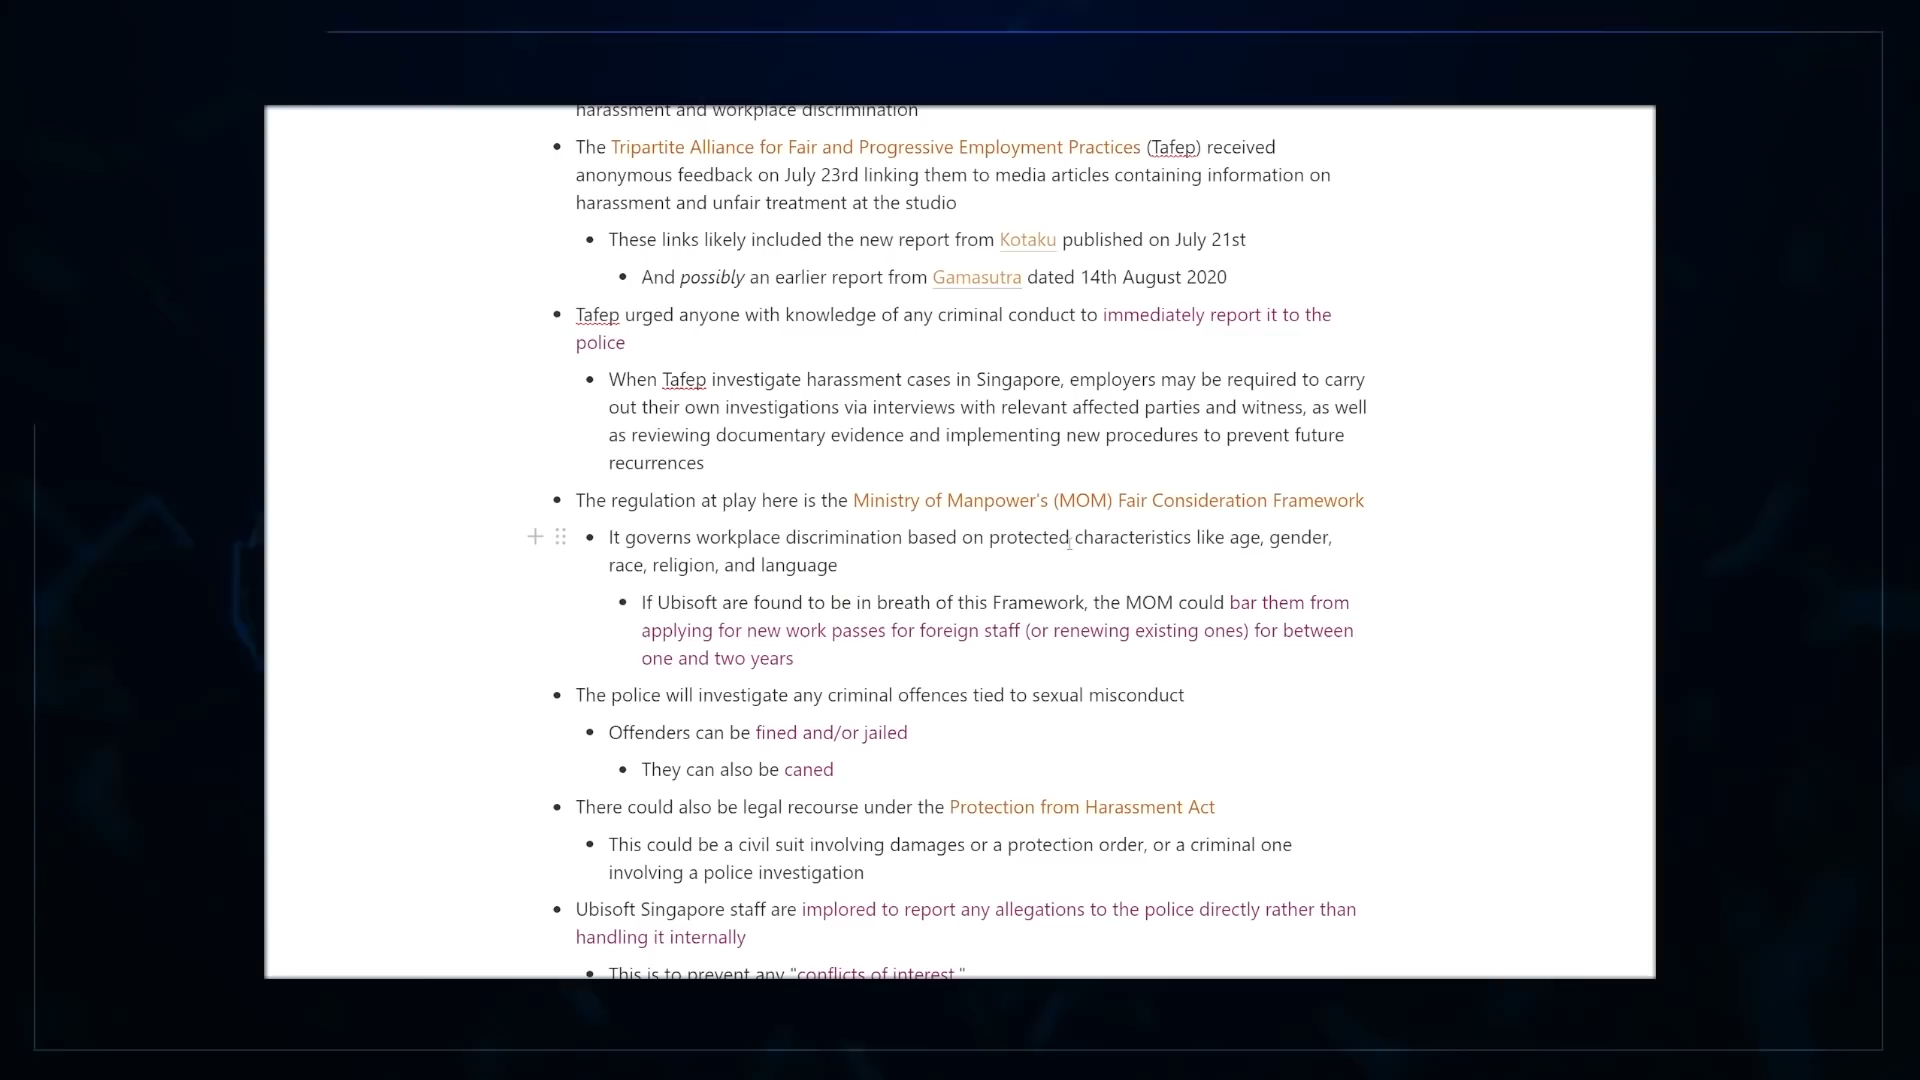 harassment and workplace discrimination
• The Tripartite Alliance for Fair and Progressive Employment Practices (Tafep) received
anonymous feedback on July 23rd linking them to media articles containing information on
harassment and unfair treatment at the studio
• These links likely included the new report from Kotaku published on July 21st
• And possibly an earlier report from Gamasutra dated 14th August 2020
• Tafep urged anyone with knowledge of any criminal conduct to immediately report it to the
police
• When Tafep investigate harassment cases in Singapore, employers may be required to carry
out their own investigations via interviews with relevant affected parties and witness, as well
as reviewing documentary evidence and implementing new procedures to prevent future
recurrences
• The regulation at play here is the Ministry of Manpower's (MOM) Fair Consideration Framework
• It governs workplace discrimination based on protected characteristics like age, gender,
race, religion, and language
• If Ubisoft are found to be in breath of this Framework, the MOM could bar them from
applying for new work passes for foreign staff (or renewing existing ones) for between
one and two years
• The police will investigate any criminal offences tied to sexual misconduct
• Offenders can be fined and/or jailed
• They can also be caned
• There could also be legal recourse under the Protection from Harassment Act
• This could be a civil suit involving damages or a protection order, or a criminal one
involving a police investigation
• Ubisoft Singapore staff are implored to report any allegations to the police directly rather than
handling it internally
• This is to prevent any "conflicts of interest."